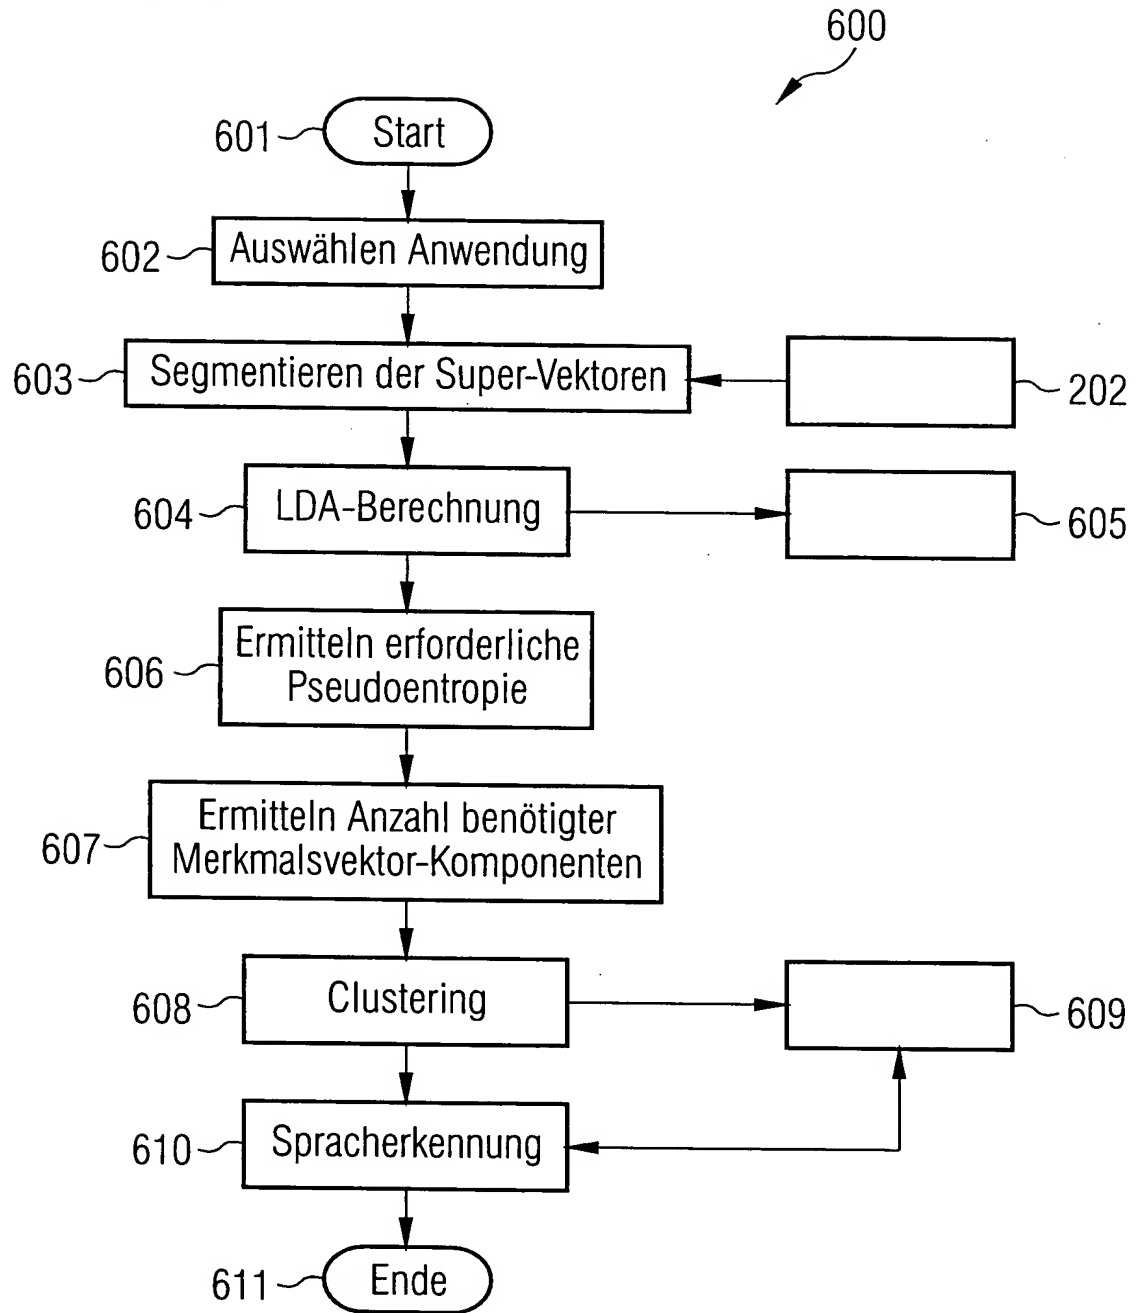 600
601
Start
602
Auswählen Anwendung
603
Segmentieren der Super-Vektoren
202
604
LDA-Berechnung
605
606
Ermitteln erforderliche
Pseudoentropie
607
Ermitteln Anzahl benötigter
Merkmalsvektor-Komponenten
608
Clustering
609
610
Spracherkennung
611
Ende